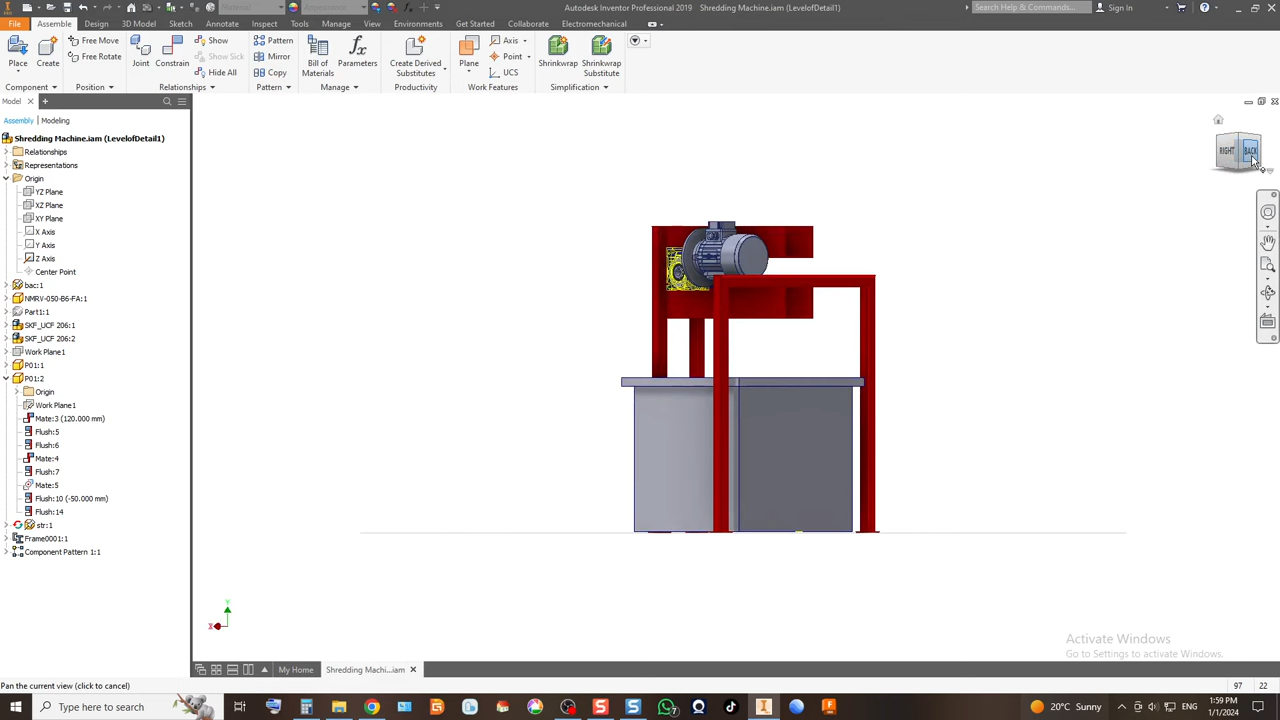 Material
Appearance
Autodesk Inventor Professional 2019   Shredding Machine.iam (LevelofDetail1)
Search Help & Commands...
Sign In
File
Assemble
Design
3D Model
Sketch
Annotate
Inspect
Tools
Manage
View
Environments
Get Started
Collaborate
Electromechanical
Place
Create
Free Move
Free Rotate
Joint
Constrain
Show
Show Sick
Hide All
Pattern
Mirror
Copy
Bill of
Materials
Parameters
Create Derived
Substitutes
Plane
Axis
Point
UCS
Shrinkwrap
Shrinkwrap
Substitute
Component
Position
Relationships
Pattern
Manage
Productivity
Work Features
Simplification
Model
Assembly
Modeling
Shredding Machine.iam (LevelofDetail1)
Relationships
Representations
Origin
YZ Plane
XZ Plane
XY Plane
X Axis
Y Axis
Z Axis
Center Point
bac:1
NMRV-050-B6-FA:1
Part1:1
SKF_UCF 206:1
SKF_UCF 206:2
Work Plane1
P01:1
P01:2
Origin
Work Plane1
Mate:3 (120.000 mm)
Flush:5
Flush:6
Mate:4
Flush:7
Mate:5
Flush:10 (-50.000 mm)
Flush:14
str:1
Frame0001:1
Component Pattern 1:1
RIGHT
BACK
Y
X
Activate Windows
Go to Settings to activate Windows.
My Home
Shredding Machi...iam
Pan the current view (click to cancel)
97
22
Type here to search
20°C Sunny
ENG
1:59 PM
1/1/2024